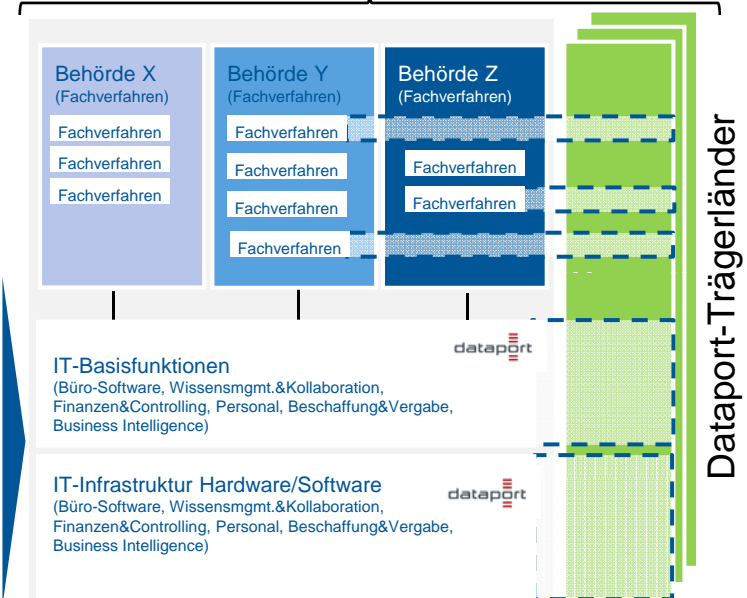 Behörde X
(Fachverfahren)
Fachverfahren
Fachverfahren
Fachverfahren
Behörde Y
(Fachverfahren)
Fachverfahren
Fachverfahren
Fachverfahren
Fachverfahren
Behörde Z
(Fachverfahren)
Fachverfahren
Fachverfahren
Dataport-Trägerländer
IT-Basisfunktionen
(Büro-Software, Wissensmgmt.&Kollaboration,
Finanzen&Controlling, Personal, Beschaffung&Vergabe,
Business Intelligence)
dataport
IT-Infrastruktur Hardware/Software
(Büro-Software, Wissensmgmt.&Kollaboration,
Finanzen&Controlling, Personal, Beschaffung&Vergabe,
Business Intelligence)
dataport